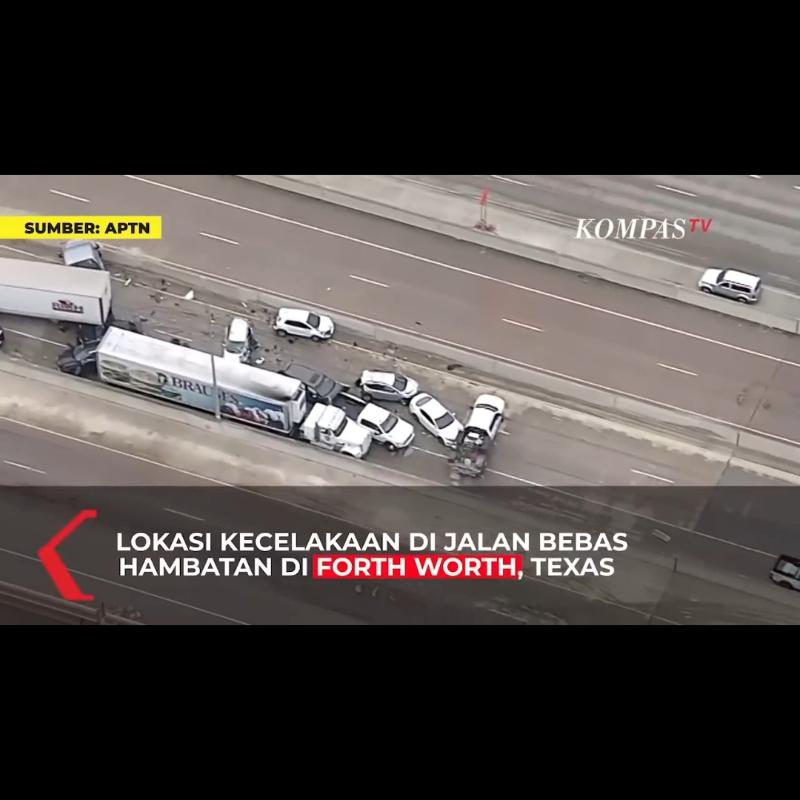 SUMBER: APTN
KOMPASTV
LOKASI KECELAKAAN DI JALAN BEBAS
HAMBATAN DI FORTH WORTH, TEXAS